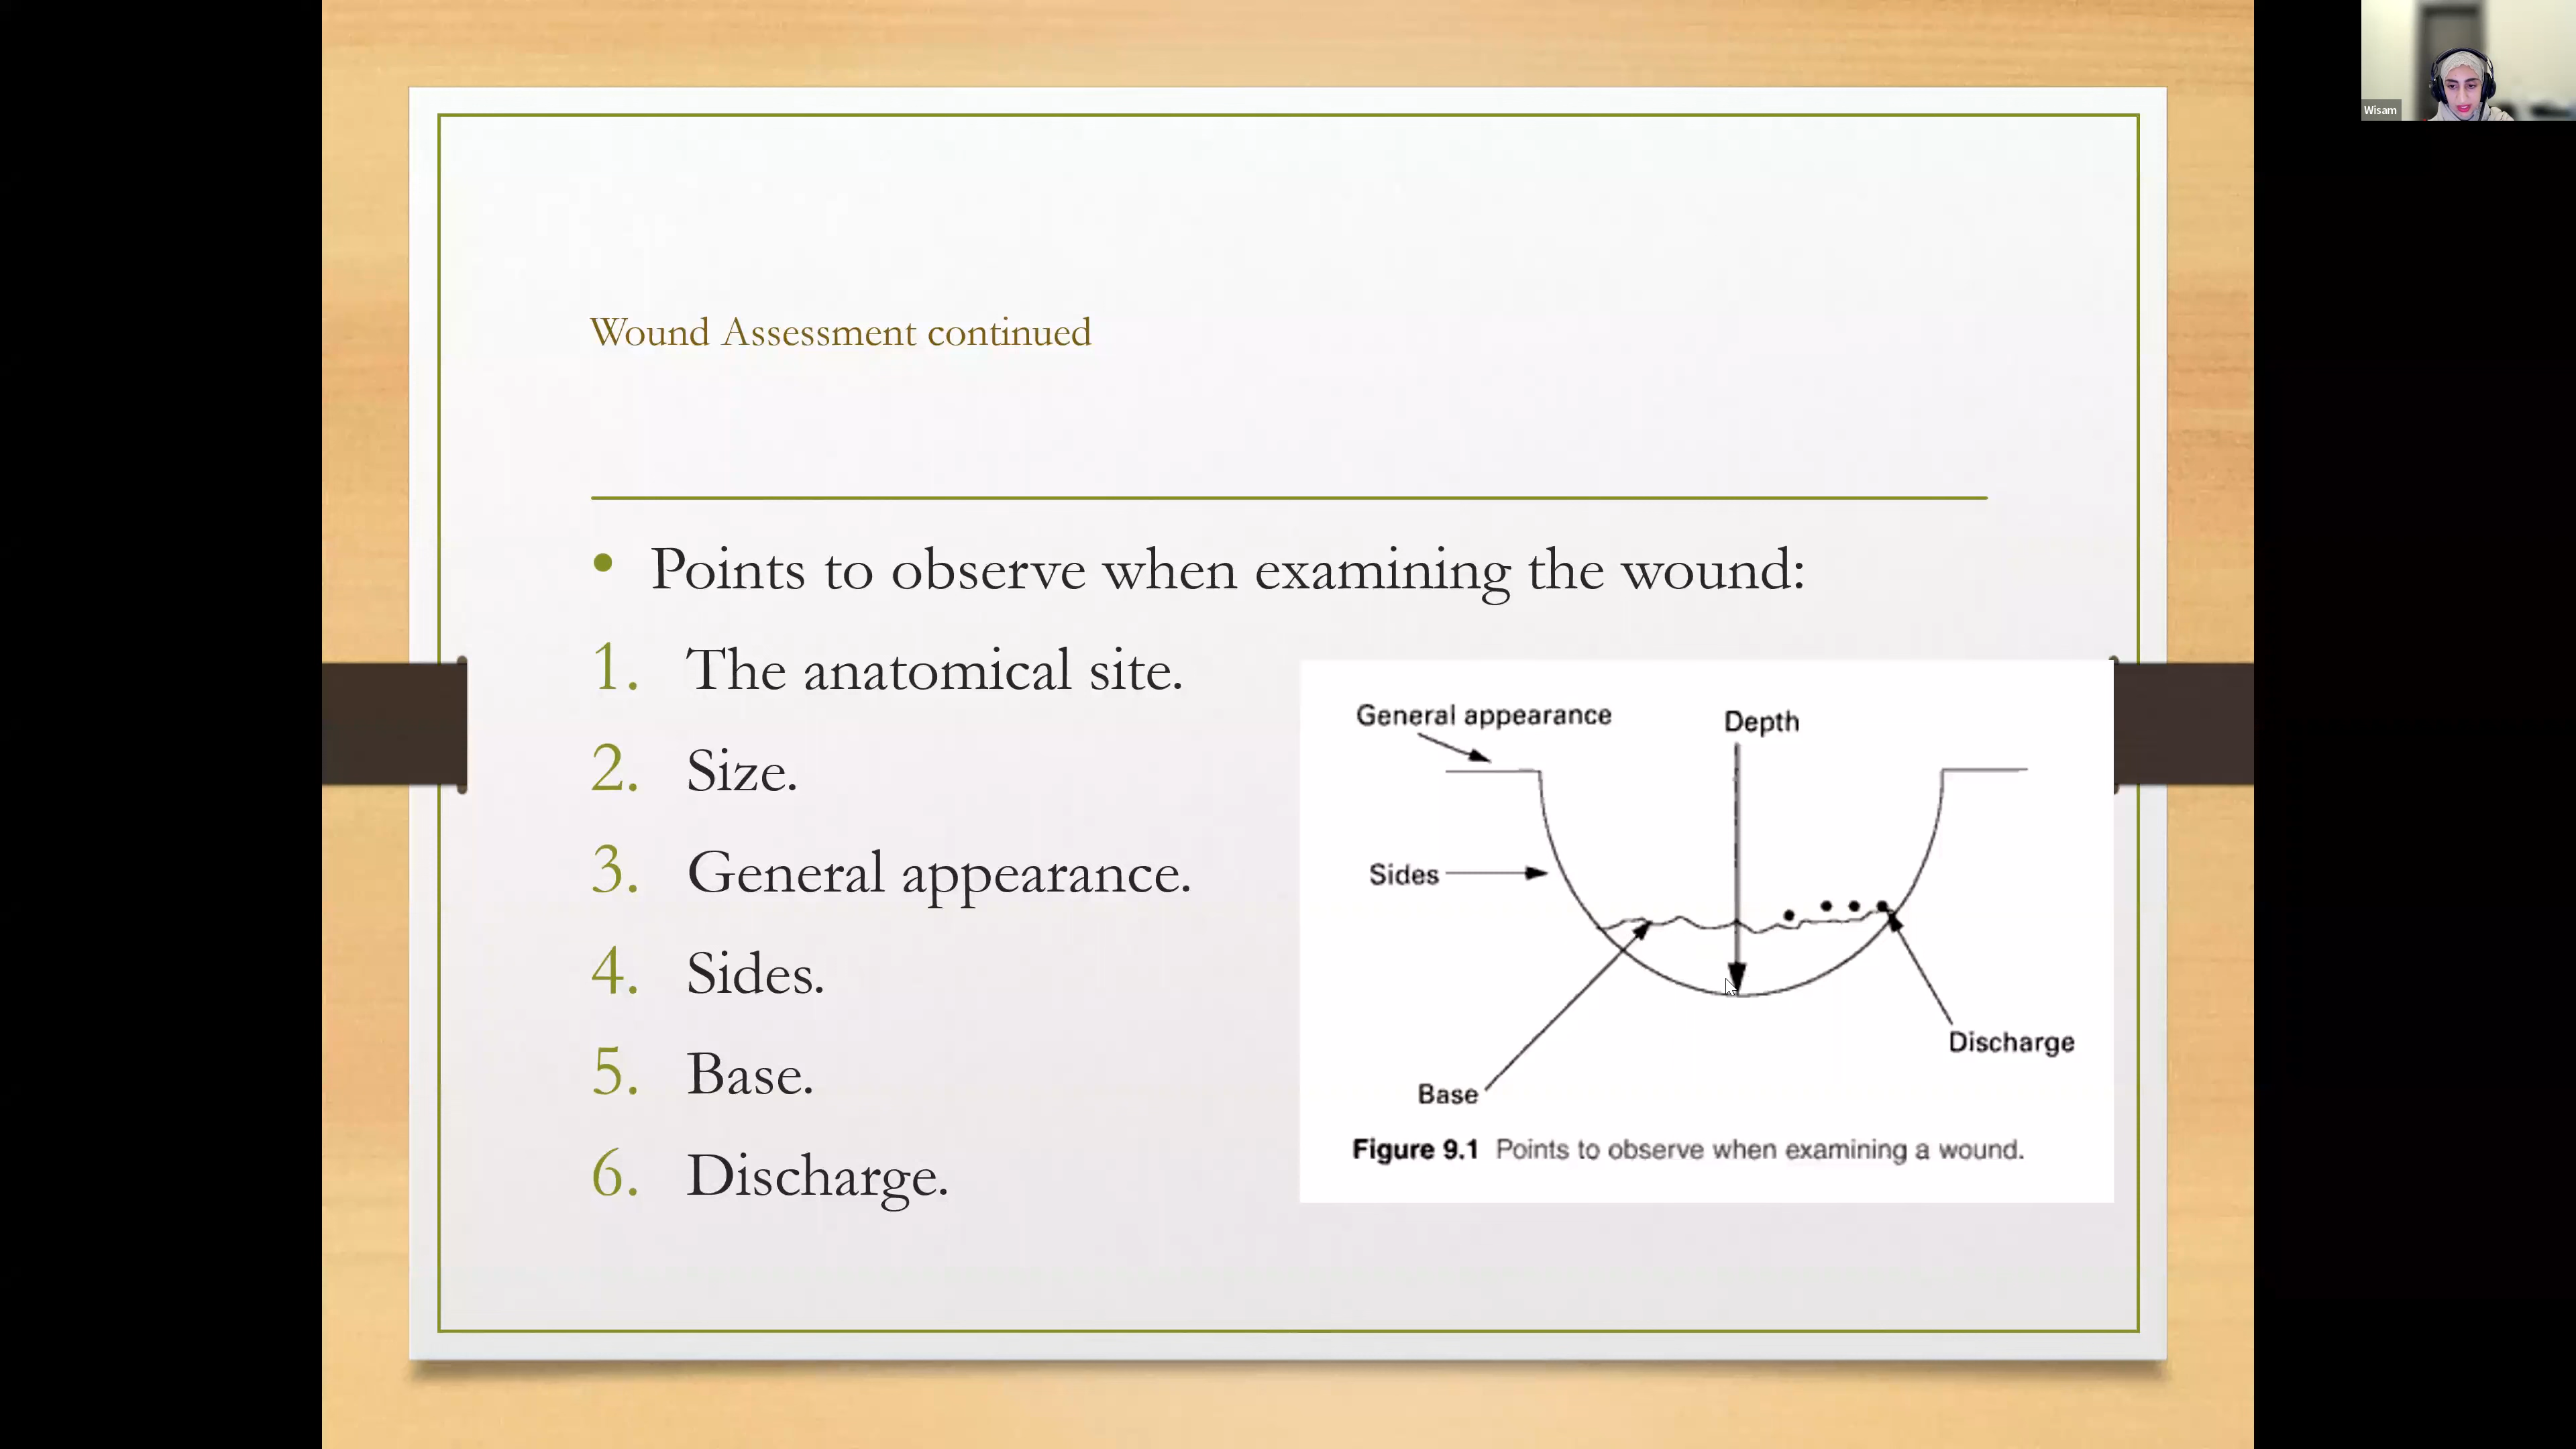 Wisam
Wound Assessment continued
• Points to observe when examining the wound:
1. The anatomical site.
2. Size.
3. General appearance.
4. Sides.
5. Base.
6. Discharge.
General appearance
Depth
Sides
Discharge
Base
Figure 9.1 Points to observe when examining a wound.